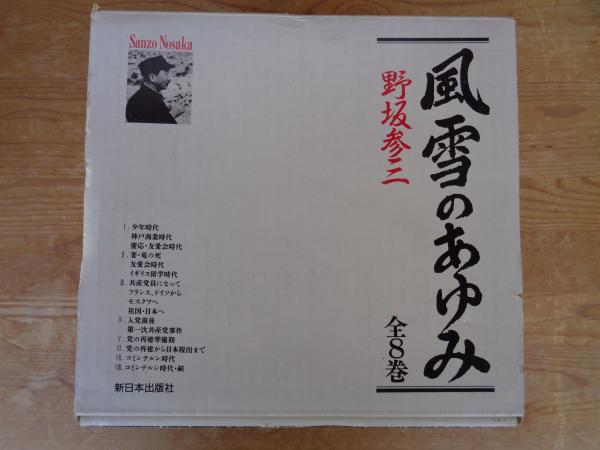 風雪のあゆみ
野坂参三
全8巻
Sanzo Nosaka
Ⅰ. 少年時代
神戸商業時代
慶応・友愛会時代
Ⅱ. 妻・竜の死
友愛会時代
イギリス留学時代
Ⅲ. 共産党員になって
フランス、ドイツから
モスクワへ
祖国・日本へ
Ⅳ. 入党前後
第一次共産党事件
Ⅴ. 党の再建準備期
Ⅵ. 党の再建から日本脱出まで
Ⅶ. コミンテルン時代
Ⅷ. コミンテルン時代・続
新日本出版社